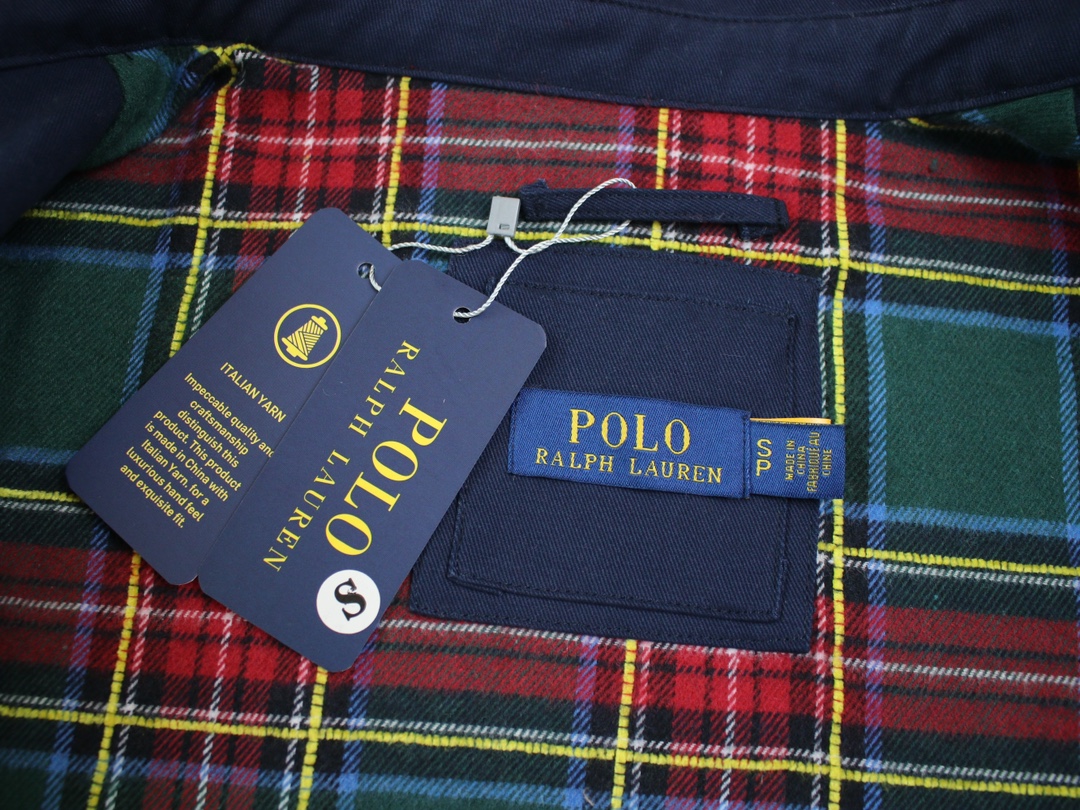 ITALIAN YARN
Impeccable quality and
craftsmanship
distinguish this
product. This product
is made in China with
Italian Yarn. for a
luxurious hand feel
and exquisite fit.
POLO
RALPH LAUREN
S
POLO
RALPH LAUREN
S
P
MADE IN
CHINA
FABRIQUÉ AU
CHINE